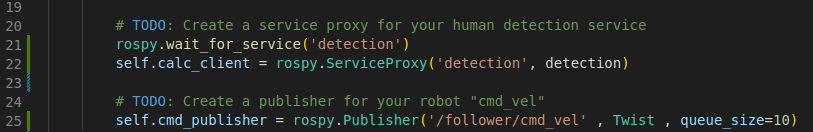 19
20 # TODO: Create a service proxy for your human detection service
21 rospy.wait_for_service('detection')
22 self.calc_client = rospy.ServiceProxy('detection', detection)
23
24 # TODO: Create a publisher for your robot "cmd_vel"
25 self.cmd_publisher = rospy.Publisher('/follower/cmd_vel' , Twist , queue_size=10)